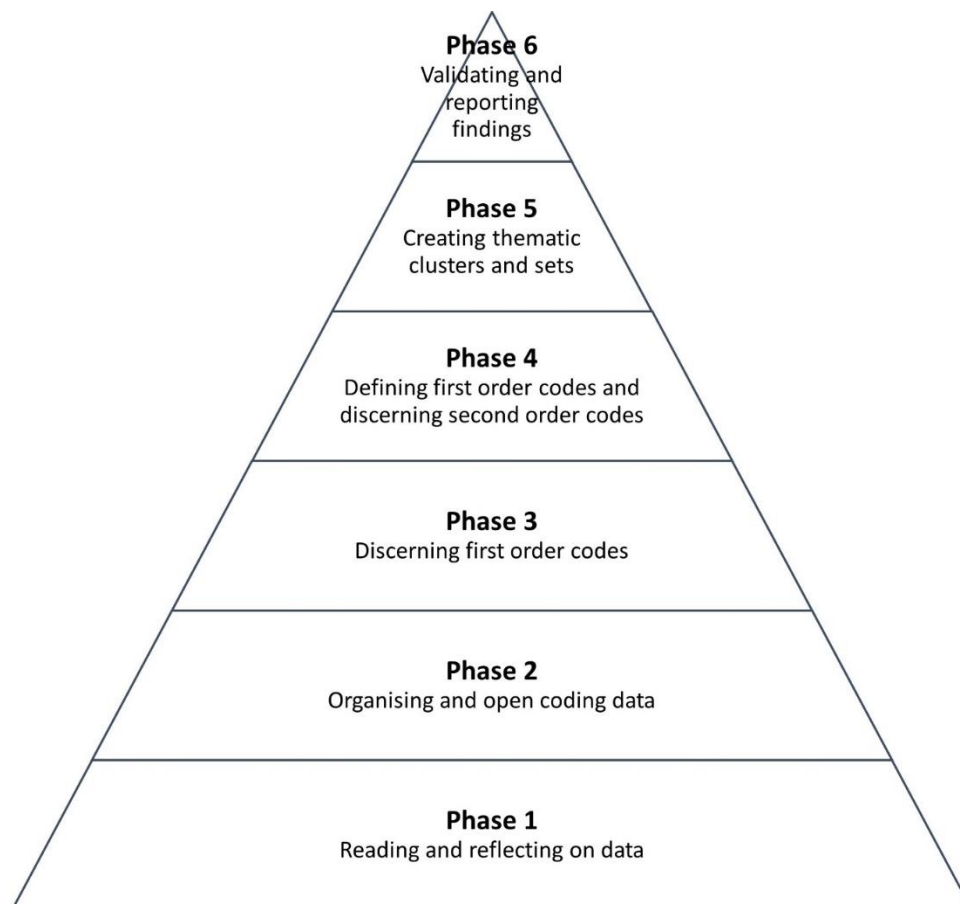 Phase 6
Validating and
reporting
findings
Phase 5
Creating thematic
clusters and sets
Phase 4
Defining first order codes and
discerning second order codes
Phase 3
Discerning first order codes
Phase 2
Organising and open coding data
Phase 1
Reading and reflecting on data